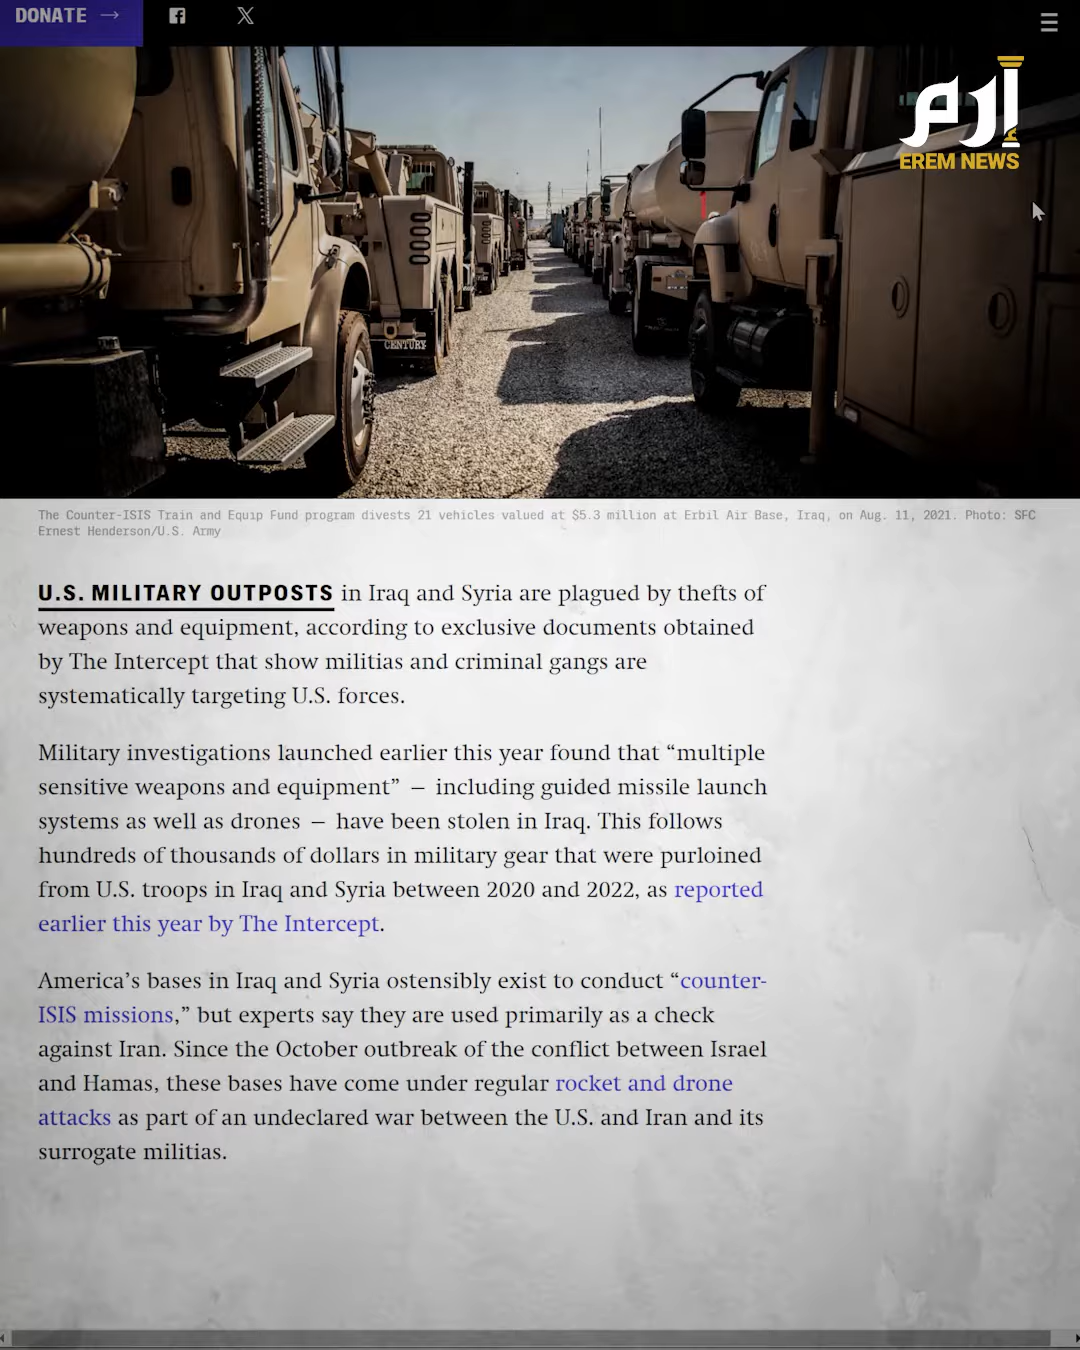 DONATE →
إرم
EREM NEWS
CENTURY
The Counter-ISIS Train and Equip Fund program divests 21 vehicles valued at $5.3 million at Erbil Air Base, Iraq, on Aug. 11, 2021. Photo: SFC
Ernest Henderson/U.S. Army
U.S. MILITARY OUTPOSTS in Iraq and Syria are plagued by thefts of
weapons and equipment, according to exclusive documents obtained
by The Intercept that show militias and criminal gangs are
systematically targeting U.S. forces.
Military investigations launched earlier this year found that “multiple
sensitive weapons and equipment” – including guided missile launch
systems as well as drones – have been stolen in Iraq. This follows
hundreds of thousands of dollars in military gear that were purloined
from U.S. troops in Iraq and Syria between 2020 and 2022, as reported
earlier this year by The Intercept.
America’s bases in Iraq and Syria ostensibly exist to conduct “counter-
ISIS missions,” but experts say they are used primarily as a check
against Iran. Since the October outbreak of the conflict between Israel
and Hamas, these bases have come under regular rocket and drone
attacks as part of an undeclared war between the U.S. and Iran and its
surrogate militias.